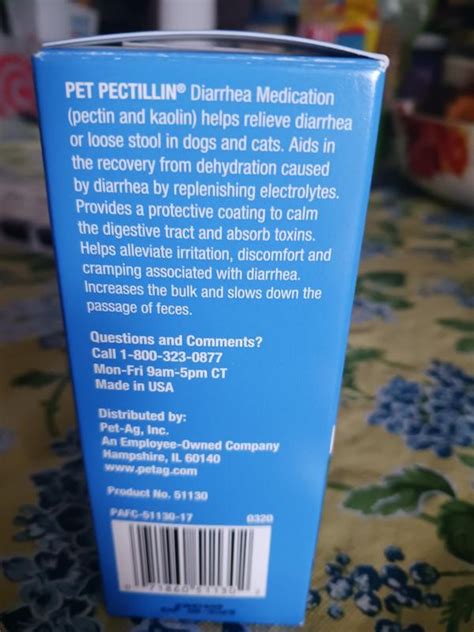 PET PECTILLIN® Diarrhea Medication
(pectin and kaolin) helps relieve diarrhea
or loose stool in dogs and cats. Aids in
the recovery from dehydration caused
by diarrhea by replenishing electrolytes.
Provides a protective coating to calm
the digestive tract and absorb toxins.
Helps alleviate irritation, discomfort and
cramping associated with diarrhea.
Increases the bulk and slows down the
passage of feces.
Questions and Comments?
Call 1-800-323-0877
Mon-Fri 9am-5pm CT
Made in USA
Distributed by:
Pet-Ag, Inc.
An Employee-Owned Company
Hampshire, IL 60140
www.petag.com
Product No. 51130
PAFC-51130-17 0320
71860 51130